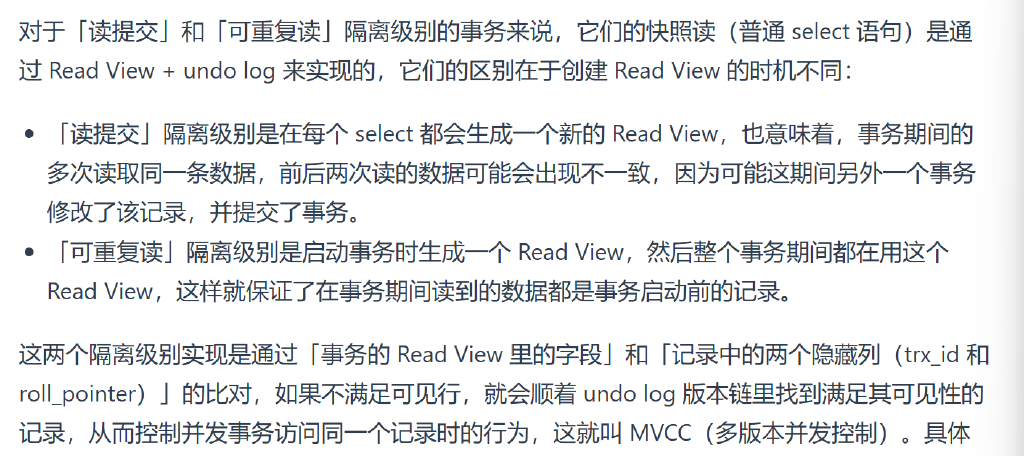 对于「读提交」和「可重复读」隔离级别的事务来说，它们的快照读（普通 select 语句）是通
过 Read View + undo log 来实现的，它们的区别在于创建 Read View 的时机不同：
• 「读提交」隔离级别是在每个 select 都会生成一个新的 Read View，也意味着，事务期间的
多次读取同一条数据，前后两次读的数据可能会出现不一致，因为可能这期间另外一个事务
修改了该记录，并提交了事务。
• 「可重复读」隔离级别是启动事务时生成一个 Read View，然后整个事务期间都在用这个
Read View，这样就保证了在事务期间读到的数据都是事务启动前的记录。
这两个隔离级别实现是通过「事务的 Read View 里的字段」和「记录中的两个隐藏列（trx_id 和
roll_pointer）」的比对，如果不满足可见行，就会顺着 undo log 版本链里找到满足其可见性的
记录，从而控制并发事务访问同一个记录时的行为，这就叫 MVCC（多版本并发控制）。具体